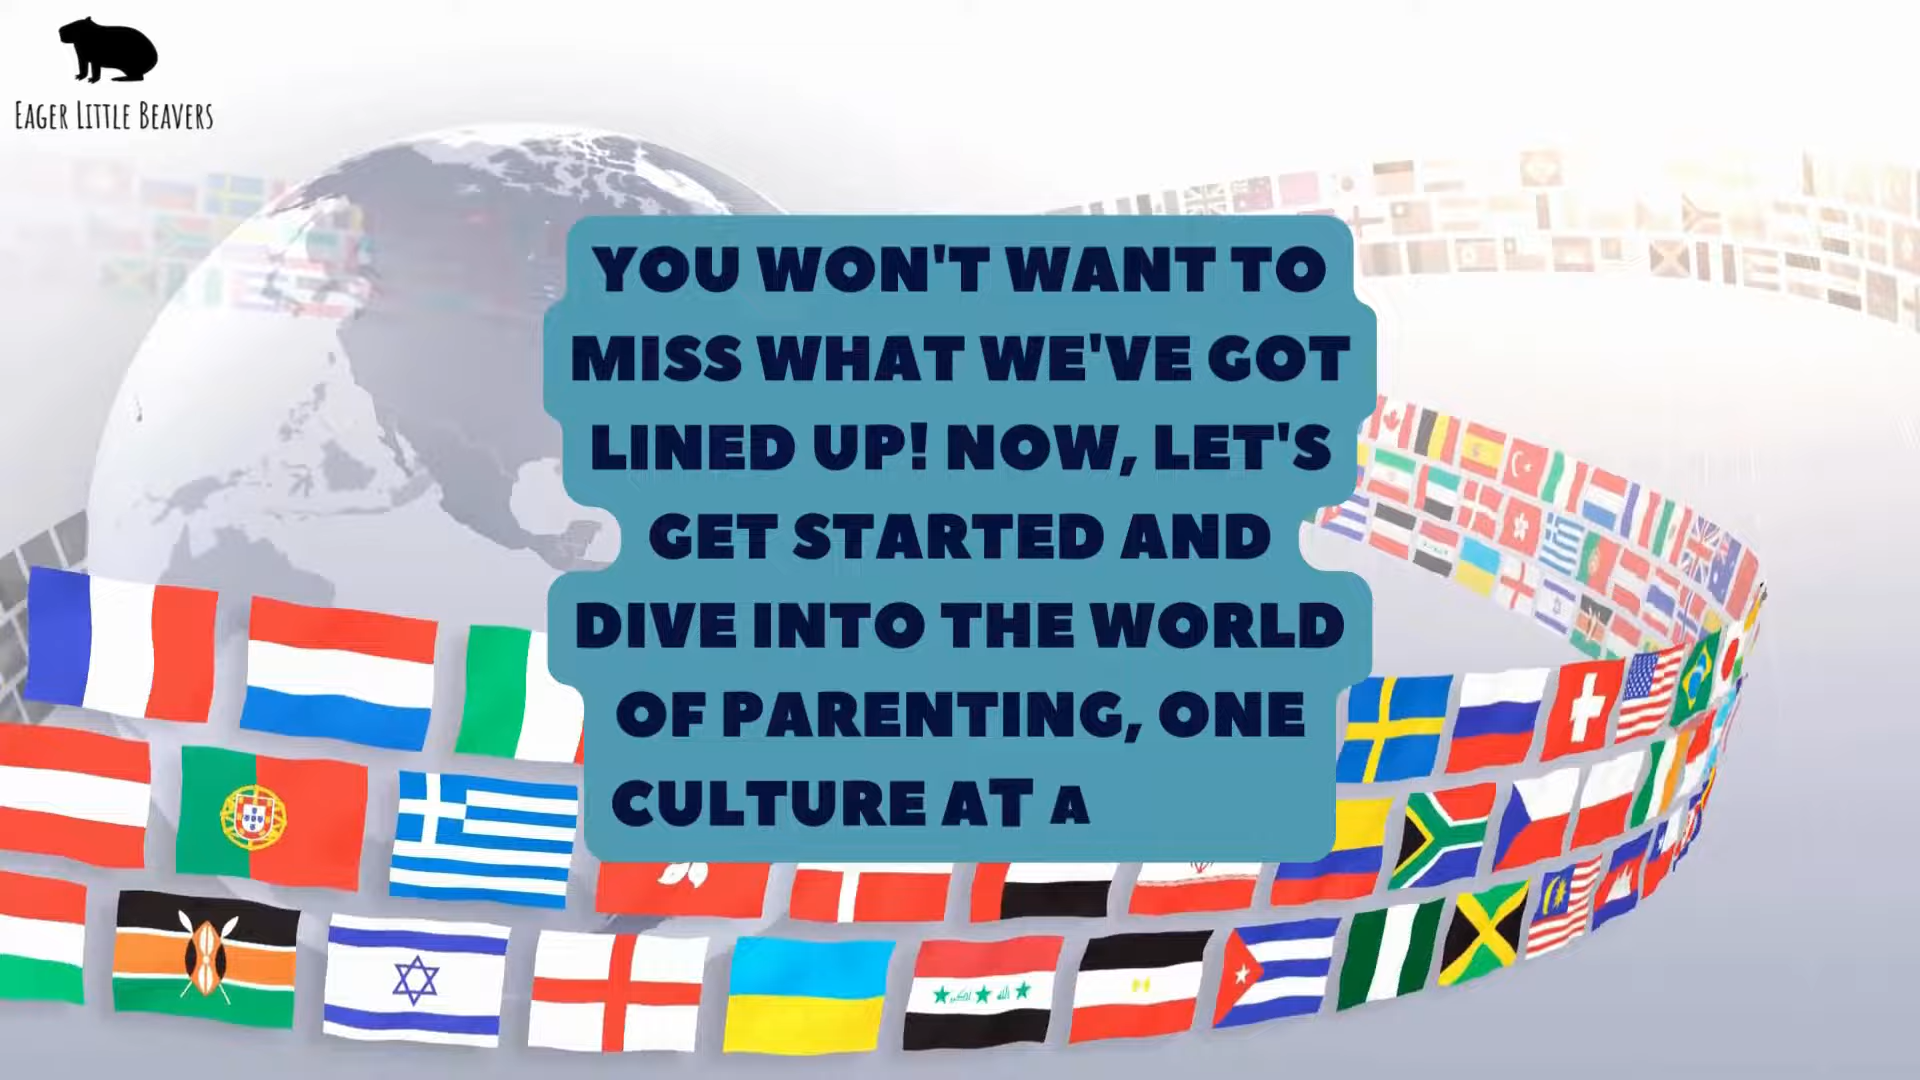 EAGER LITTLE BEAVERS
YOU WON'T WANT TO
MISS WHAT WE'VE GOT
LINED UP! NOW, LET'S
GET STARTED AND
DIVE INTO THE WORLD
OF PARENTING, ONE
CULTURE AT A